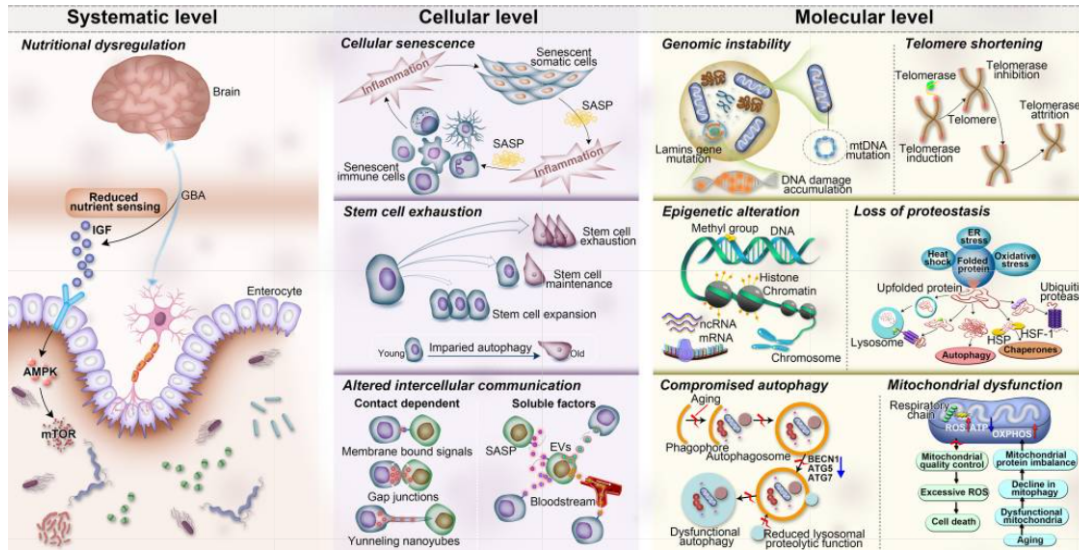 Systematic level
Cellular level
Molecular level
Nutritional dysregulation
Brain
Reduced
nutrient sensing
GBA
IGF
Enterocyte
AMPK
mTOR
Cellular senescence
Inflammation
Senescent
somatic cells
SASP
SASP
Senescent
immune cells
Inflammation
Stem cell exhaustion
Stem cell
exhaustion
Stem cell
maintenance
Stem cell expansion
Young
Imparied autophagy
Old
Altered intercellular communication
Contact dependent
Membrane bound signals
Gap junctions
Yunneling nanoyubes
Soluble factors
SASP
EVs
Bloodstream
Genomic instability
Lamins gene
mutation
mtDNA
mutation
DNA damage
accumulation
Telomere shortening
Telomerase
Telomerase
inhibition
Telomere
Telomerase
attrition
Telomerase
induction
Epigenetic alteration
Methyl group
DNA
Histone
Chromatin
ncRNA
mRNA
Chromosome
Loss of proteostasis
ER
stress
Heat
shock
Folded
protein
Oxidative
stress
Upfolded protein
Ubiquiti
proteas
Lysosome
HSP
HSF-1
Autophagy
Chaperones
Compromised autophagy
Aging
Phagophore
Autophagosome
BECN1
ATG5
ATG7
Dysfunctional
autophagy
Reduced lysosomal
proteolytic function
Mitochondrial dysfunction
Respiratory
chain
ROS
ATP
OXPHOS
Mitochondrial
quality control
Excessive ROS
Cell death
Mitochondrial
protein imbalance
Decline in
mitophagy
Dysfunctional
mitochondria
Aging